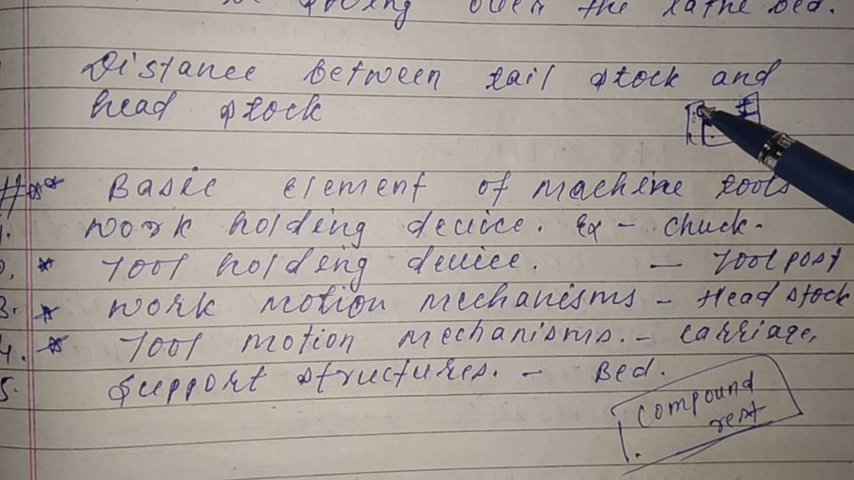 over the lathe bed.
Distance between tail stock and
head stock
# ** Basic element of machine tools
1. work holding device. Ex - chuck.
2. * Tool holding device. - Toolpost
3. * work motion mechanisms - Head stock
4. * Tool motion mechanisms. - carriage,
5. Support structures. - Bed.
Compound
rest